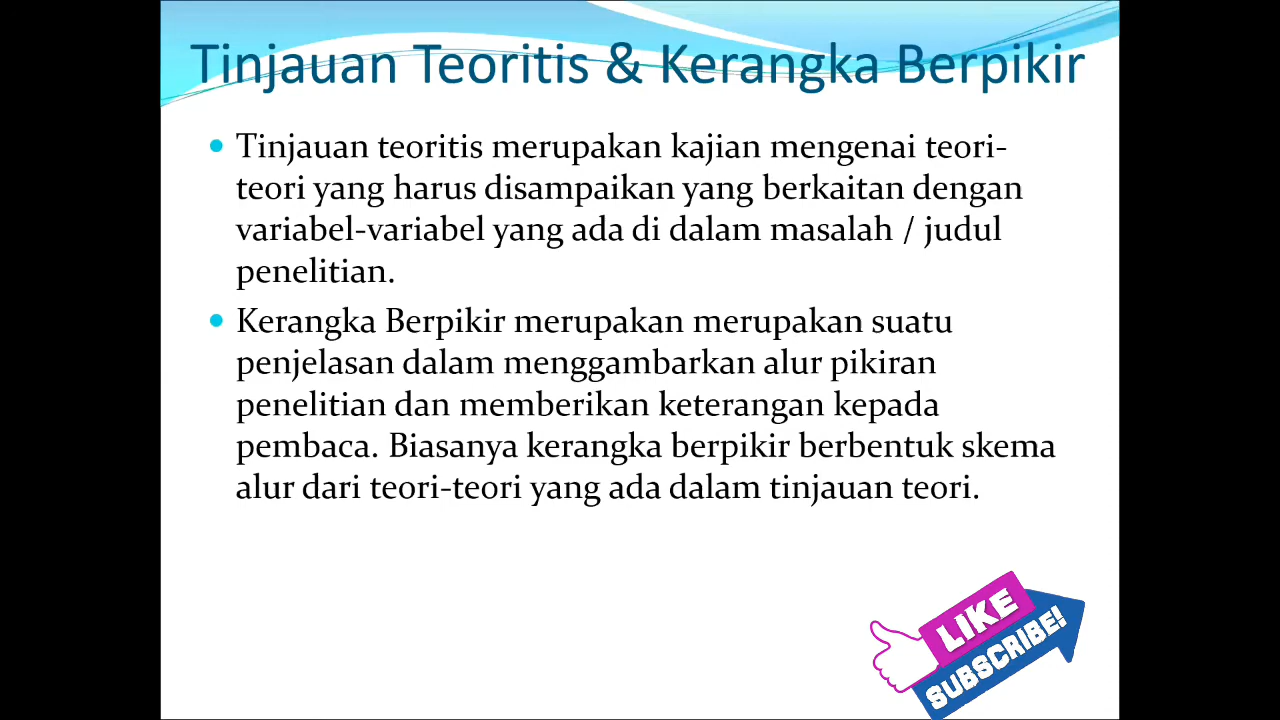 Tinjauan Teoritis & Kerangka Berpikir
Tinjauan teoritis merupakan kajian mengenai teori-
teori yang harus disampaikan yang berkaitan dengan
variabel-variabel yang ada di dalam masalah / judul
penelitian.
Kerangka Berpikir merupakan merupakan suatu
penjelasan dalam menggambarkan alur pikiran
penelitian dan memberikan keterangan kepada
pembaca. Biasanya kerangka berpikir berbentuk skema
alur dari teori-teori yang ada dalam tinjauan teori.
LIKE
SUBSCRIBE!